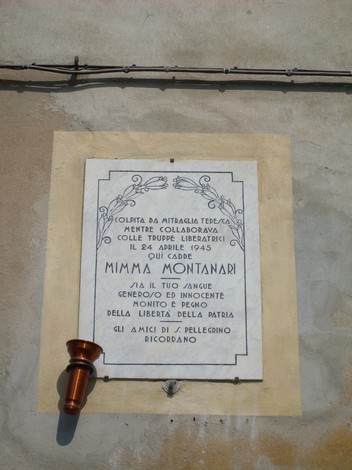 COLPITA DA MITRAGLIA TEDESCA
MENTRE COLLABORAVA
COLLE TRUPPE LIBERATRICI
IL 24 APRILE 1945
QUI CADDE
MIMMA MONTANARI
SIA IL TUO SANGUE
GENEROSO ED INNOCENTE
MONITO E PEGNO
DELLA LIBERTA' DELLA PATRIA
GLI AMICI DI S. PELLEGRINO
RICORDANO